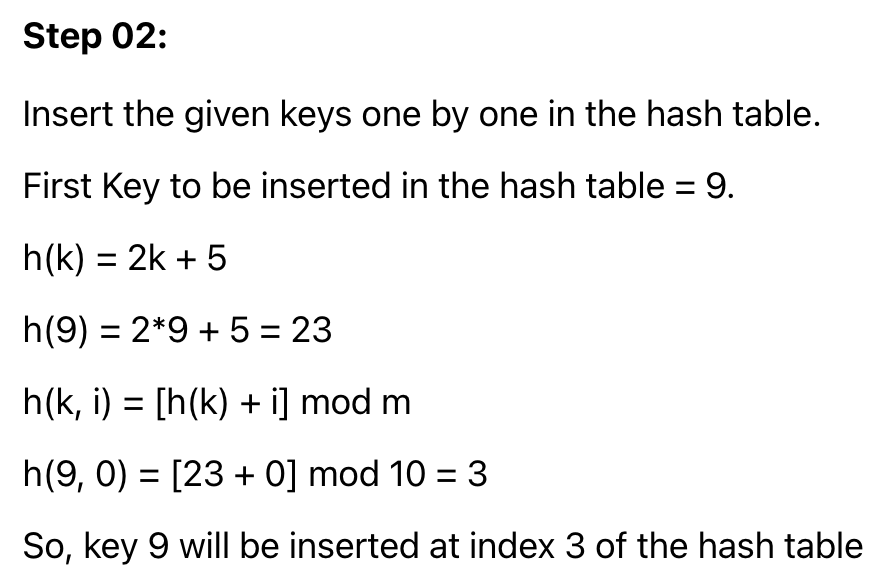 Step 02:
Insert the given keys one by one in the hash table.
First Key to be inserted in the hash table = 9.
h(k) = 2k + 5
h(9) = 2*9 + 5 = 23
h(k, i) = [h(k) + i] mod m
h(9, 0) = [23 + 0] mod 10 = 3
So, key 9 will be inserted at index 3 of the hash table